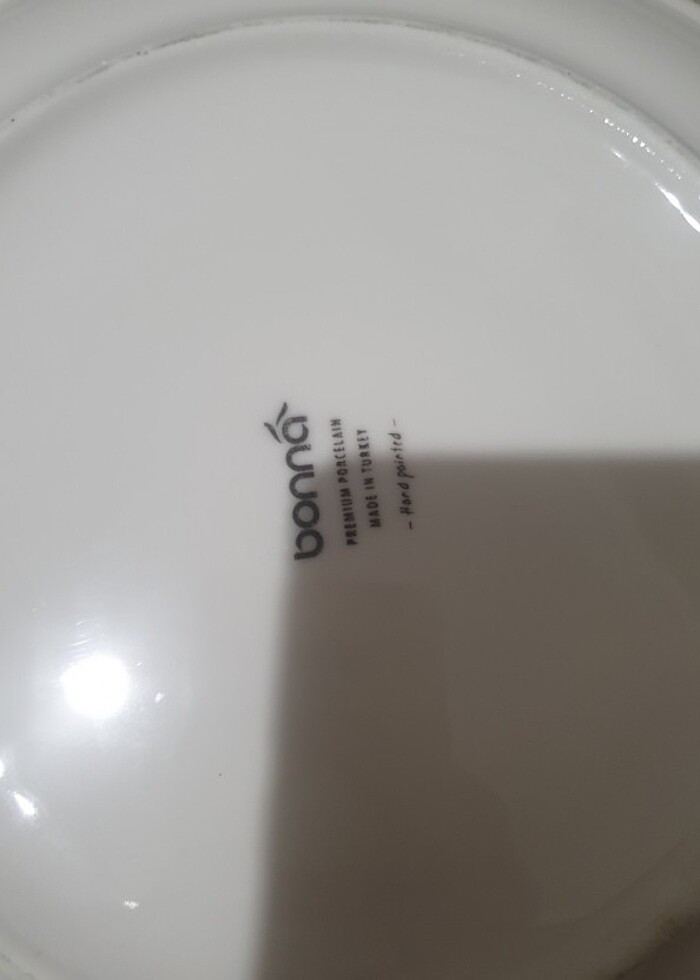 bonna
PREMIUM PORCELAIN
MADE IN TURKEY
- Hand painted -